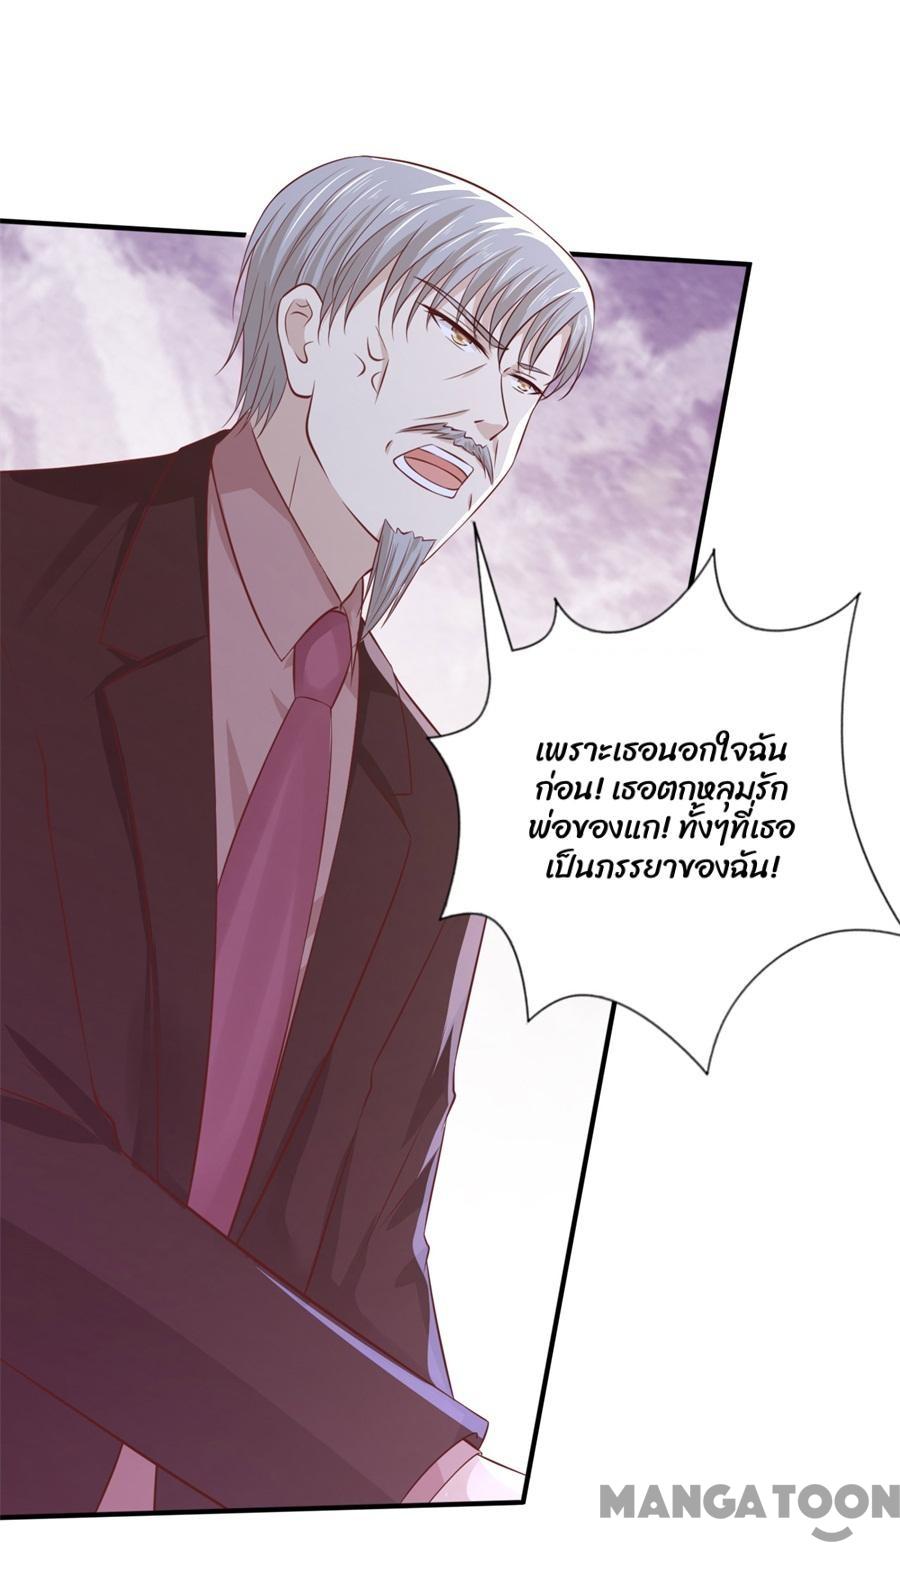 เพราะเธอนอกใจฉัน
ก่อน! เธอตกหลุมรัก
พ่อของแก! ทั้งๆที่เธอ
เป็นภรรยาของฉัน!
MANGA TOON